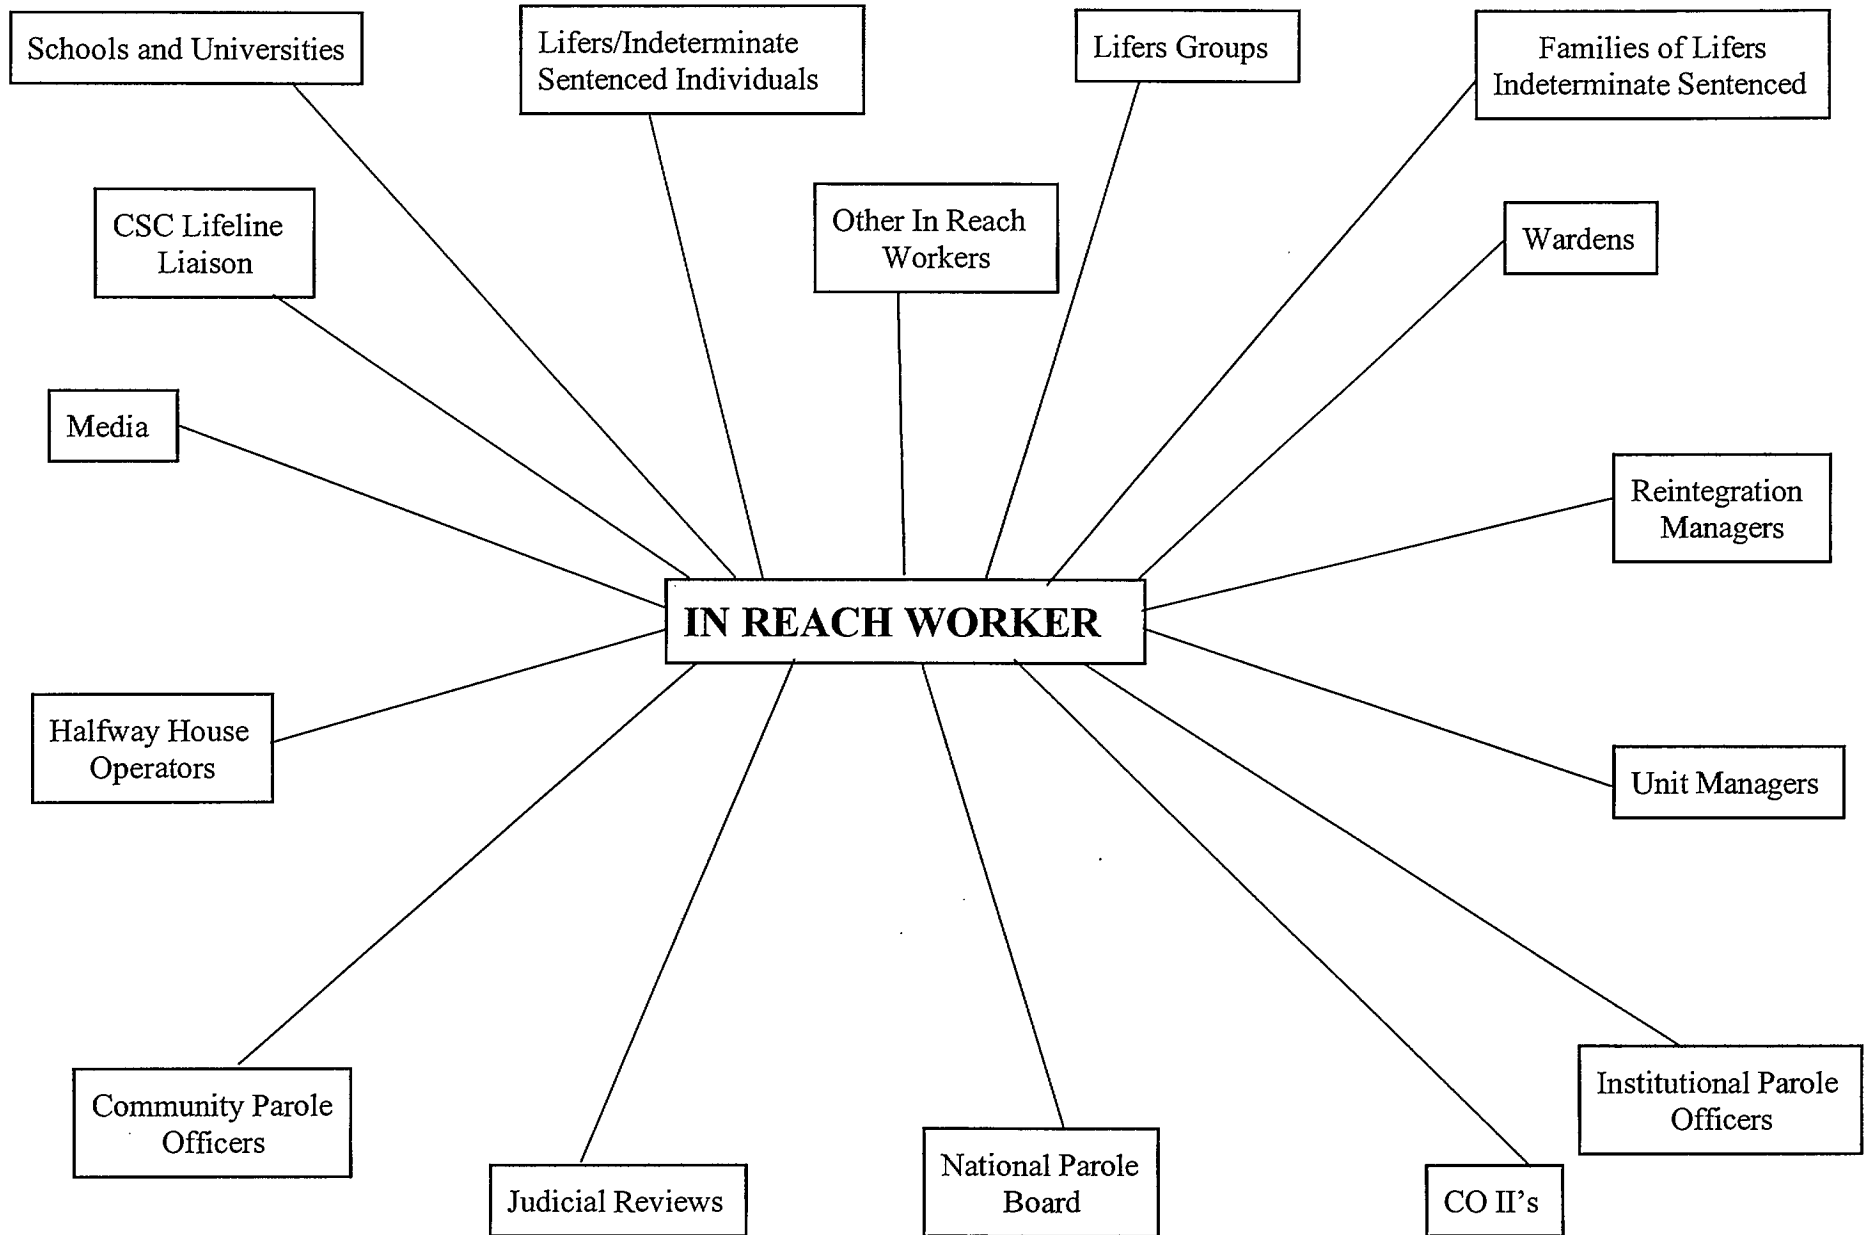 Schools and Universities
Lifers/Indeterminate
Sentenced Individuals
Lifers Groups
Families of Lifers
Indeterminate Sentenced
CSC Lifeline
Liaison
Other In Reach
Workers
Wardens
Media
Reintegration
Managers
IN REACH WORKER
Halfway House
Operators
Unit Managers
Community Parole
Officers
Judicial Reviews
National Parole
Board
CO II's
Institutional Parole
Officers